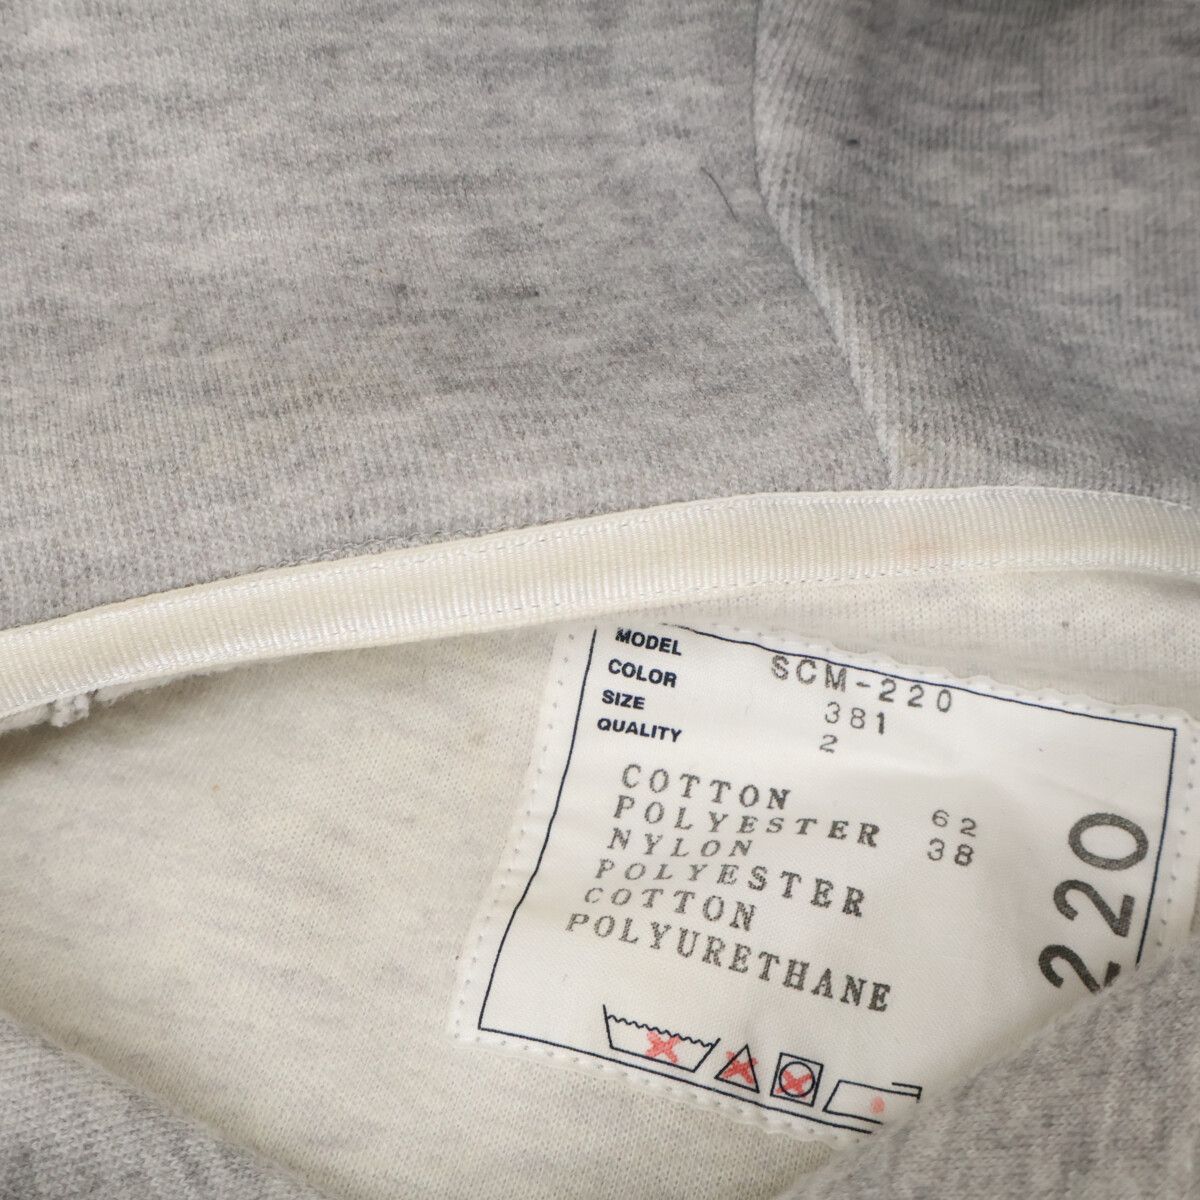 MODEL SCM-220
COLOR 381
SIZE 2
QUALITY
COTTON 62
POLYESTER 38
NYLON
POLYESTER
COTTON
POLYURETHANE
220